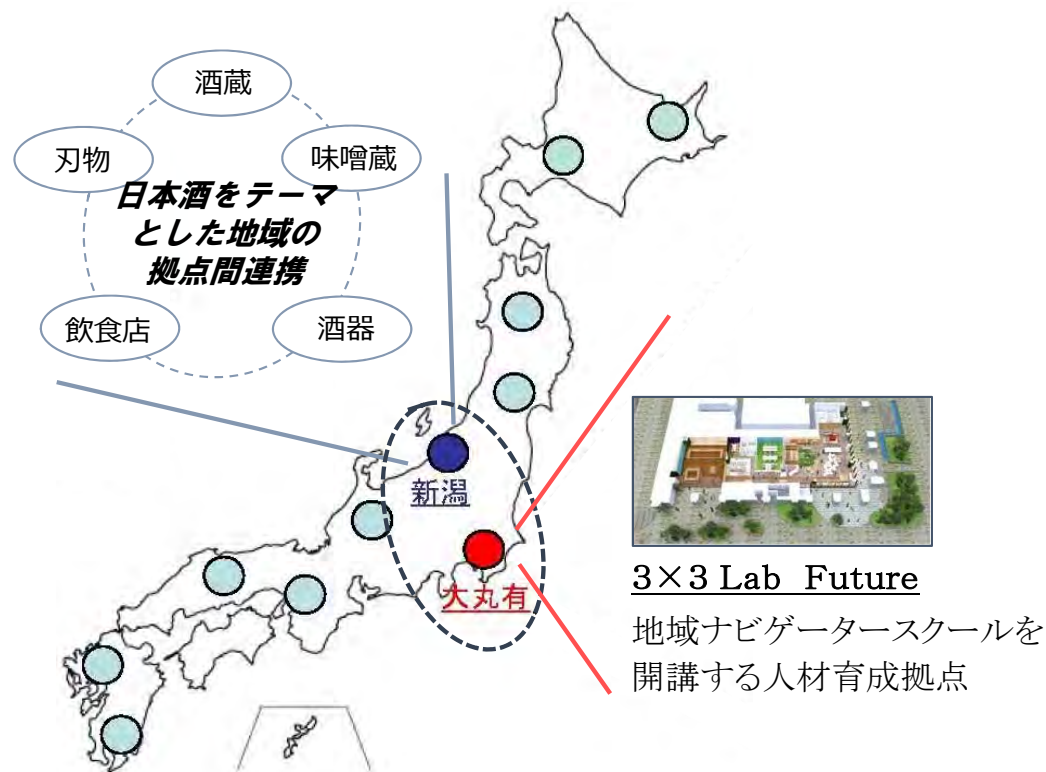 酒蔵
刃物
味噌蔵
日本酒をテーマ
とした地域の
拠点間連携
飲食店
酒器
新潟
大丸有
3×3 Lab Future
地域ナビゲータースクールを
開講する人材育成拠点